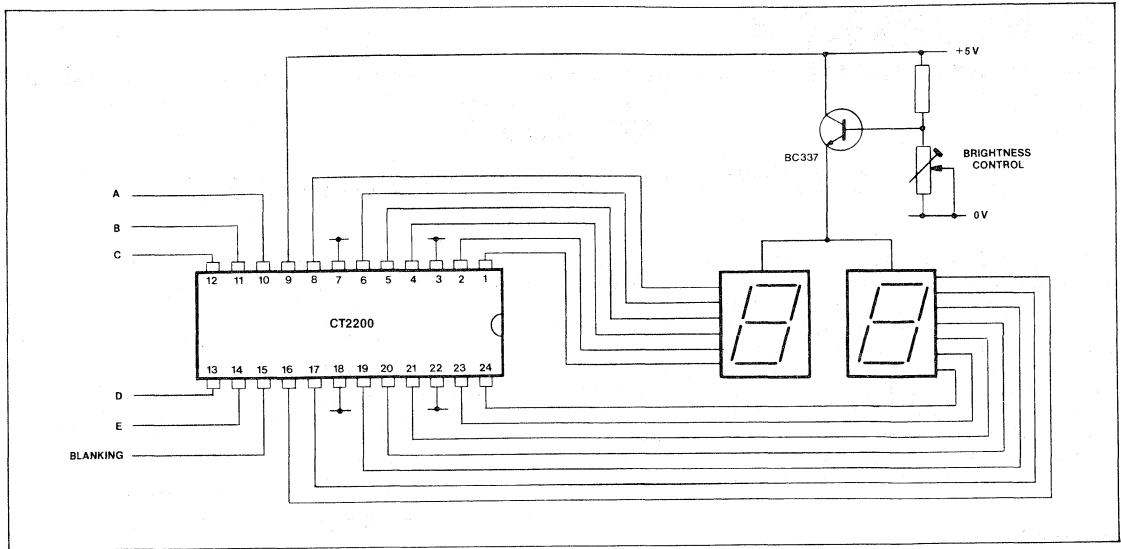 +5V
BC337
BRIGHTNESS
CONTROL
0V
A
B
C
12 11 10 9 8 7 6 5 4 3 2 1
CT2200
13 14 15 16 17 18 19 20 21 22 23 24
D
E
BLANKING